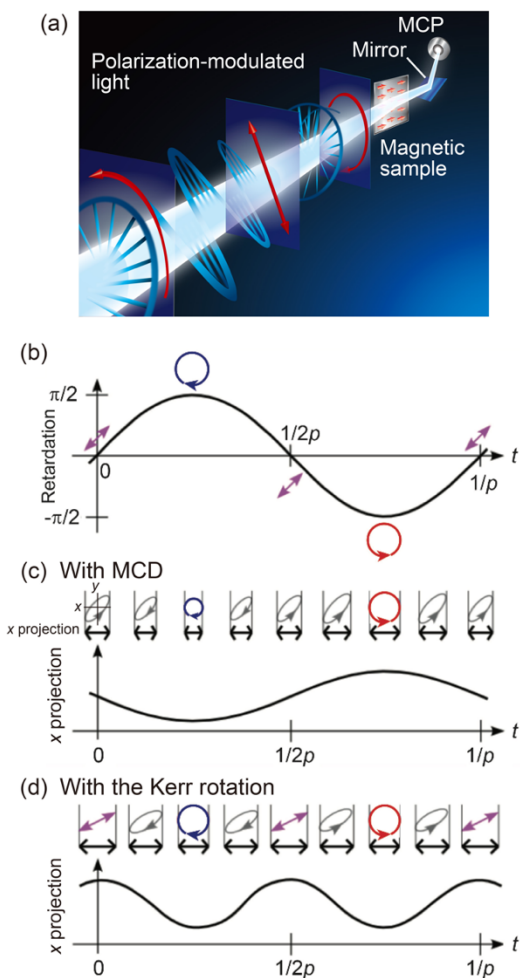 (a)
MCP
Mirror
Polarization-modulated
light
Magnetic
sample
(b)
π/2
1/2p
t
Retardation
0
1/p
-π/2
(c) With MCD
y
x
x projection
x projection
t
0
1/2p
1/p
(d) With the Kerr rotation
x projection
t
0
1/2p
1/p